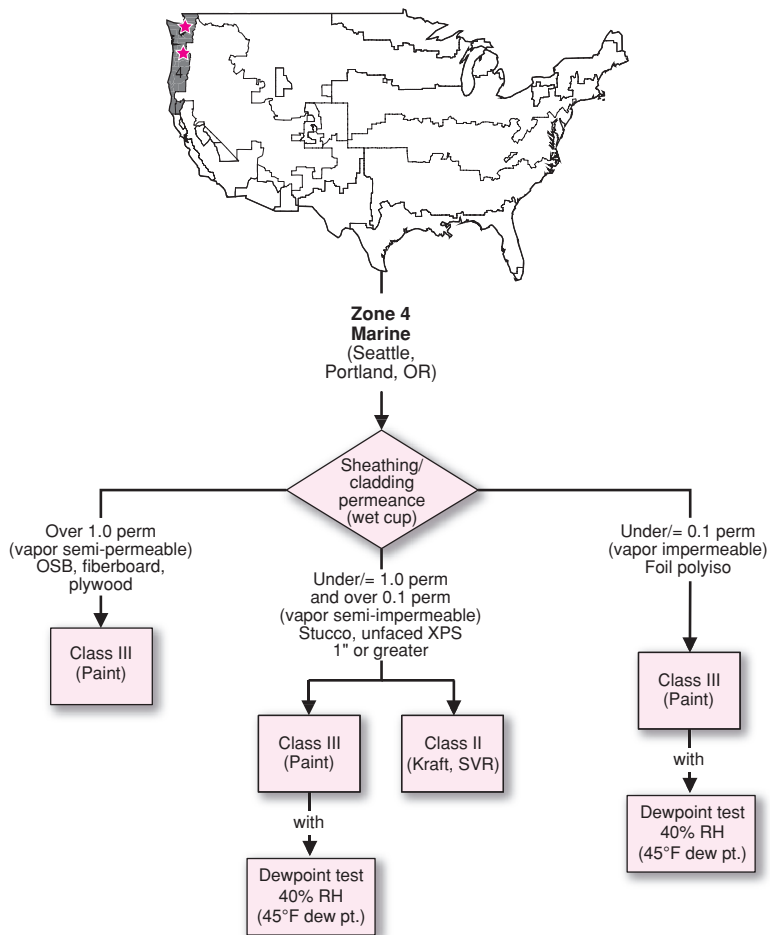 4
Zone 4
Marine
(Seattle,
Portland, OR)
Sheathing/
cladding
permeance
(wet cup)
Over 1.0 perm
(vapor semi-permeable)
OSB, fiberboard,
plywood
Class III
(Paint)
Under/= 1.0 perm
and over 0.1 perm
(vapor semi-impermeable)
Stucco, unfaced XPS
1" or greater
Class III
(Paint)
with
Dewpoint test
40% RH
(45°F dew pt.)
Class II
(Kraft, SVR)
Under/= 0.1 perm
(vapor impermeable)
Foil polyiso
Class III
(Paint)
with
Dewpoint test
40% RH
(45°F dew pt.)